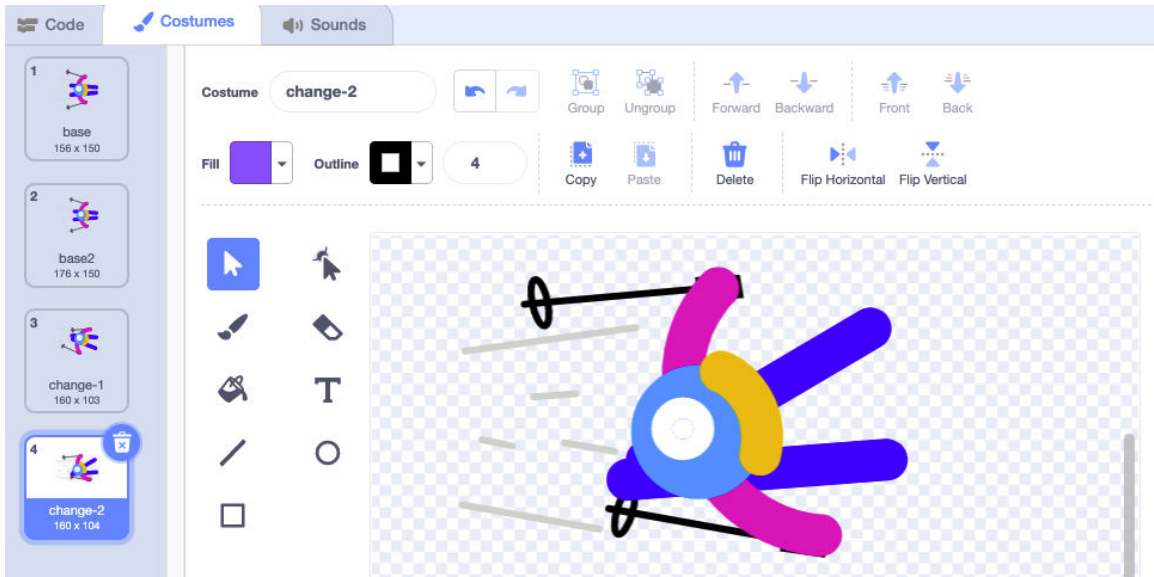 Code
Costumes
Sounds
1
base
156 x 150
2
base2
176 x 150
3
change-1
160 x 103
4
change-2
160 x 104
Costume change-2
Group Ungroup Forward Backward Front Back
Fill Outline 4
Copy Paste Delete Flip Horizontal Flip Vertical
T